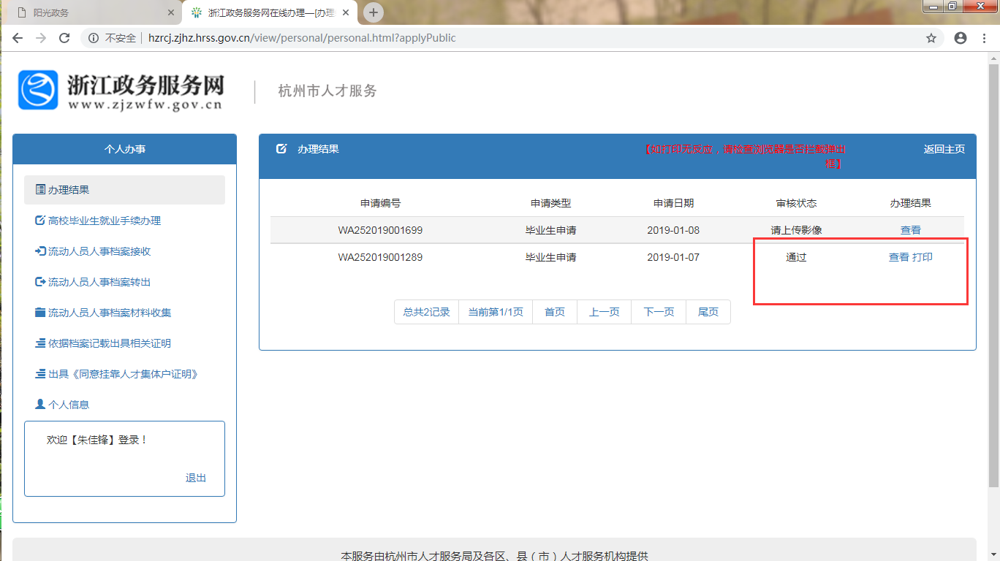 阳光政务
浙江政务服务网在线办理—[办理
不安全
hzrcj.zjhz.hrss.gov.cn/view/personal/personal.html?applyPublic
浙江政务服务网
www.zjzwfw.gov.cn
杭州市人才服务
个人办事
办理结果
高校毕业生就业手续办理
流动人员人事档案接收
流动人员人事档案转出
流动人员人事档案材料收集
依据档案记载出具相关证明
出具《同意挂靠人才集体户证明》
个人信息
欢迎【朱佳锋】登录！
退出
办理结果
【如打印无反应，请检查浏览器是否拦截弹出
框】
返回主页
申请编号 申请类型 申请日期 审核状态 办理结果
WA252019001699 毕业生申请 2019-01-08 请上传影像 查看
WA252019001289 毕业生申请 2019-01-07 通过 查看 打印
总共2记录 当前第1/1页 首页 上一页 下一页 尾页
本服务由杭州市人才服务局及各区、县（市）人才服务机构提供